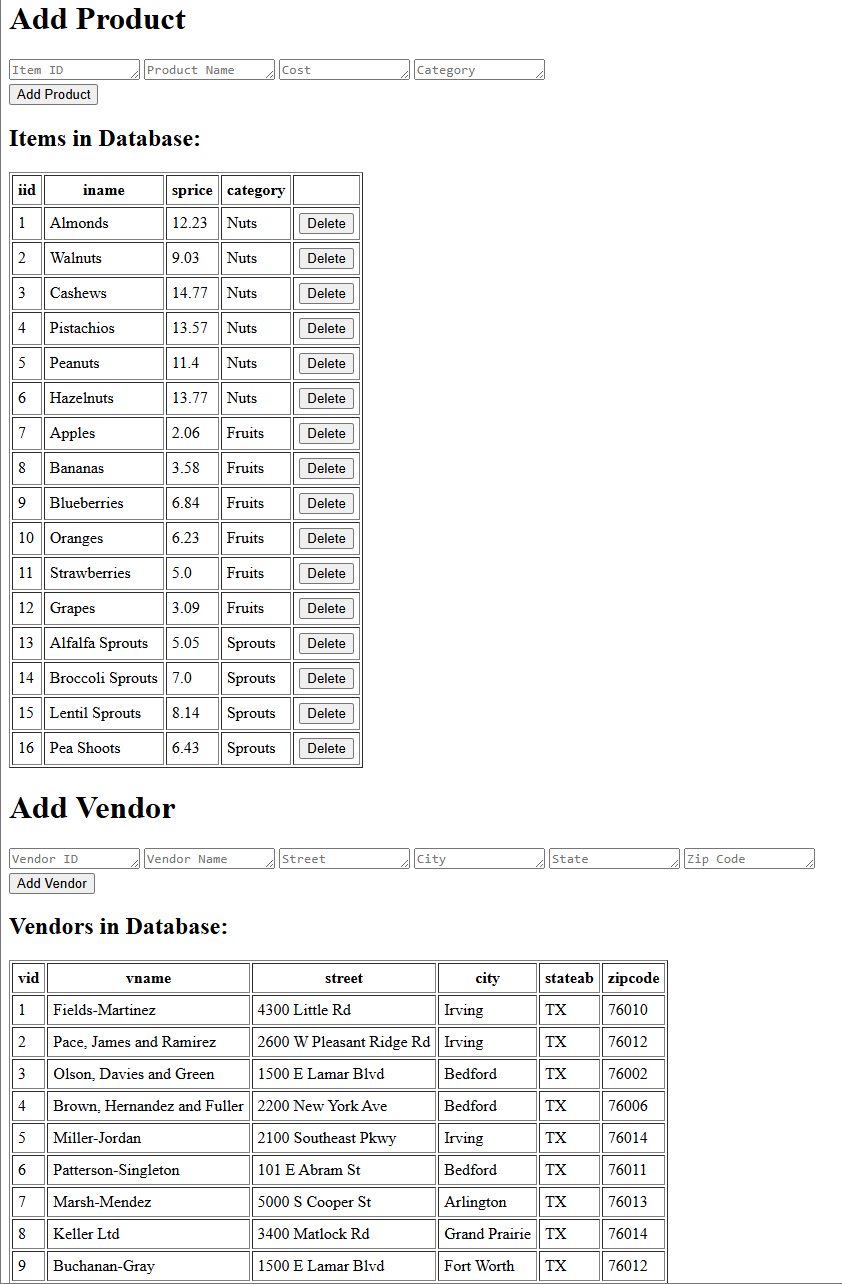 Add Product
Item ID Product Name Cost Category
Add Product
Items in Database:
iid iname sprice category
1 Almonds 12.23 Nuts Delete
2 Walnuts 9.03 Nuts Delete
3 Cashews 14.77 Nuts Delete
4 Pistachios 13.57 Nuts Delete
5 Peanuts 11.4 Nuts Delete
6 Hazelnuts 13.77 Nuts Delete
7 Apples 2.06 Fruits Delete
8 Bananas 3.58 Fruits Delete
9 Blueberries 6.84 Fruits Delete
10 Oranges 6.23 Fruits Delete
11 Strawberries 5.0 Fruits Delete
12 Grapes 3.09 Fruits Delete
13 Alfalfa Sprouts 5.05 Sprouts Delete
14 Broccoli Sprouts 7.0 Sprouts Delete
15 Lentil Sprouts 8.14 Sprouts Delete
16 Pea Shoots 6.43 Sprouts Delete
Add Vendor
Vendor ID Vendor Name Street City State Zip Code
Add Vendor
Vendors in Database:
vid vname street city stateab zipcode
1 Fields-Martinez 4300 Little Rd Irving TX 76010
2 Pace, James and Ramirez 2600 W Pleasant Ridge Rd Irving TX 76012
3 Olson, Davies and Green 1500 E Lamar Blvd Bedford TX 76002
4 Brown, Hernandez and Fuller 2200 New York Ave Bedford TX 76006
5 Miller-Jordan 2100 Southeast Pkwy Irving TX 76014
6 Patterson-Singleton 101 E Abram St Bedford TX 76011
7 Marsh-Mendez 5000 S Cooper St Arlington TX 76013
8 Keller Ltd 3400 Matlock Rd Grand Prairie TX 76014
9 Buchanan-Gray 1500 E Lamar Blvd Fort Worth TX 76012